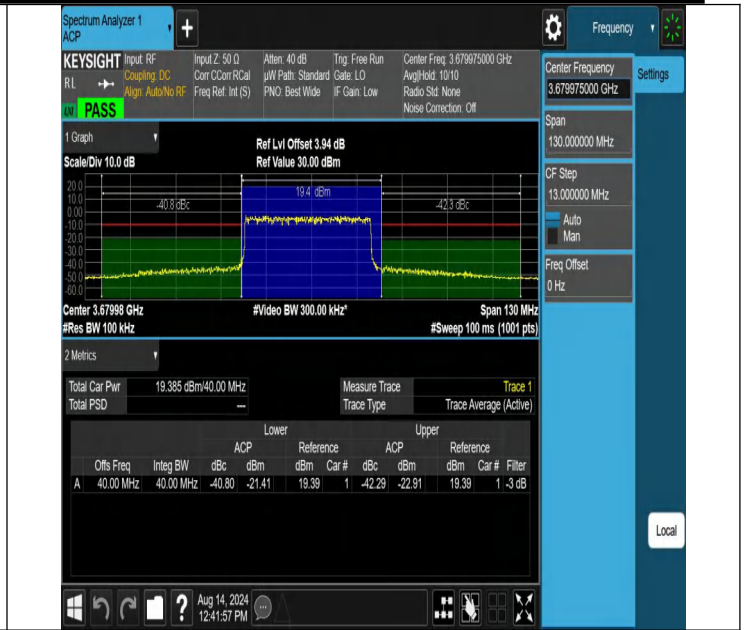 Spectrum Analyzer 1
ACP
+
Frequency
KEYSIGHT
RL
PASS
Input: RF
Coupling: DC
Align: Auto/No RF
Input Z: 50 Ω
Corr CCorr RCal
Freq Ref: Int (S)
Atten: 40 dB
µW Path: Standard
PNO: Best Wide
Trig: Free Run
Gate: LO
IF Gain: Low
Center Freq: 3.679975000 GHz
Avg|Hold: 10/10
Radio Std: None
Noise Correction: Off
Center Frequency
3.679975000 GHz
Settings
Span
130.000000 MHz
CF Step
13.000000 MHz
Auto
Man
Freq Offset
0 Hz
1 Graph
Scale/Div 10.0 dB
Ref Lvl Offset 3.94 dB
Ref Value 30.00 dBm
20.0
10.0
0.00
-10.0
-20.0
-30.0
-40.0
-50.0
-60.0
-40.8 dBc
19.4 dBm
-42.3 dBc
Center 3.67998 GHz
#Video BW 300.00 kHz*
Span 130 MHz
#Res BW 100 kHz
#Sweep 100 ms (1001 pts)
2 Metrics
Total Car Pwr 19.385 dBm/40.00 MHz
Total PSD ---
Measure Trace Trace 1
Trace Type Trace Average (Active)
Lower Upper
ACP Reference ACP Reference
Offs Freq Integ BW dBc dBm dBm Car # dBc dBm dBm Car # Filter
A 40.00 MHz 40.00 MHz -40.80 -21.41 19.39 1 -42.29 -22.91 19.39 1 -3 dB
Local
?
Aug 14, 2024
12:41:57 PM